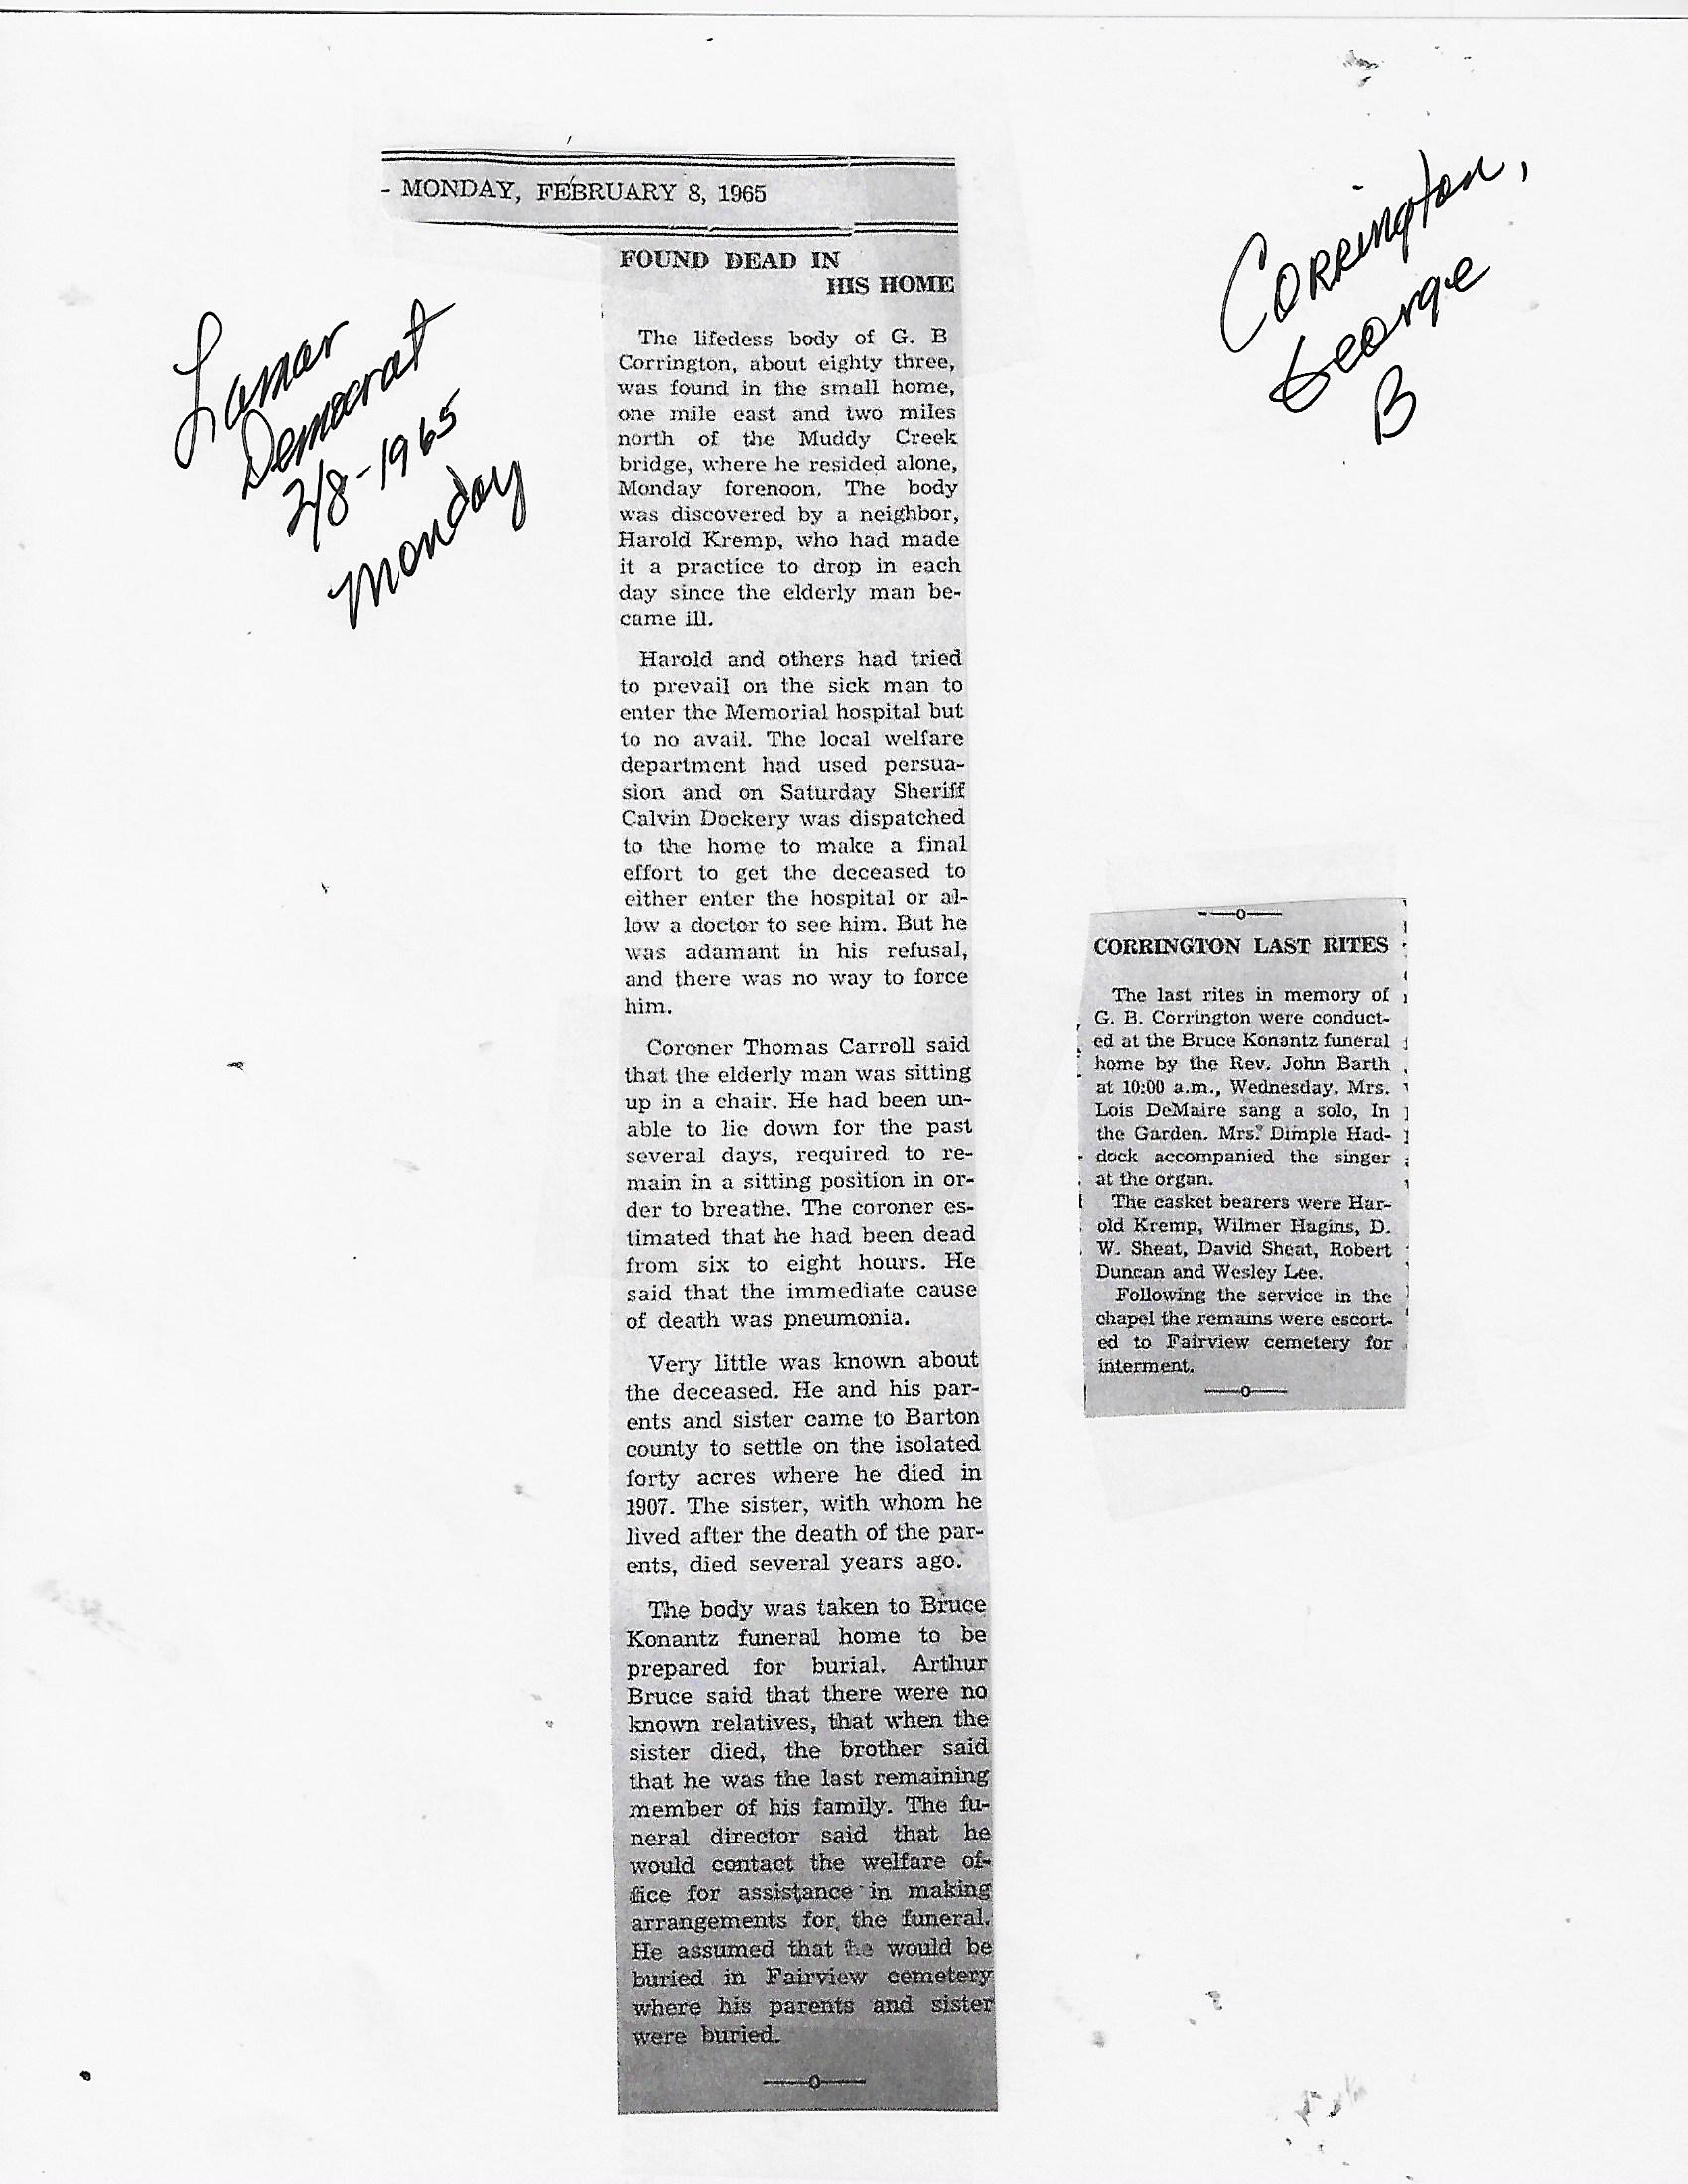 - MONDAY, FEBRUARY 8, 1965
Lamar
Democrat
2/8-1965
Monday
Corrington,
George
B
FOUND DEAD IN
HIS HOME
The lifedess body of G. B
Corrington, about eighty three,
was found in the small home,
one mile east and two miles
north of the Muddy Creek
bridge, where he resided alone,
Monday forenoon. The body
was discovered by a neighbor,
Harold Kremp, who had made
it a practice to drop in each
day since the elderly man be-
came ill.
Harold and others had tried
to prevail on the sick man to
enter the Memorial hospital but
to no avail. The local welfare
department had used persua-
sion and on Saturday Sheriff
Calvin Dockery was dispatched
to the home to make a final
effort to get the deceased to
either enter the hospital or al-
low a doctor to see him. But he
was adamant in his refusal,
and there was no way to force
him.
Coroner Thomas Carroll said
that the elderly man was sitting
up in a chair. He had been un-
able to lie down for the past
several days, required to re-
main in a sitting position in or-
der to breathe. The coroner es-
timated that he had been dead
from six to eight hours. He
said that the immediate cause
of death was pneumonia.
Very little was known about
the deceased. He and his par-
ents and sister came to Barton
county to settle on the isolated
forty acres where he died in
1907. The sister, with whom he
lived after the death of the par-
ents, died several years ago.
The body was taken to Bruce
Konantz funeral home to be
prepared for burial. Arthur
Bruce said that there were no
known relatives, that when the
sister died, the brother said
that he was the last remaining
member of his family. The fu-
neral director said that he
would contact the welfare of-
fice for assistance in making
arrangements for the funeral.
He assumed that he would be
buried in Fairview cemetery
where his parents and sister
were buried.
CORRINGTON LAST RITES
The last rites in memory of
G. B. Corrington were conduct-
ed at the Bruce Konantz funeral
home by the Rev. John Barth
at 10:00 a.m., Wednesday. Mrs.
Lois DeMaire sang a solo, In
the Garden. Mrs. Dimple Had-
dock accompanied the singer
at the organ.
The casket bearers were Har-
old Kremp, Wilmer Hagins, D.
W. Sheat, David Sheat, Robert
Duncan and Wesley Lee.
Following the service in the
chapel the remains were escort-
ed to Fairview cemetery for
interment.